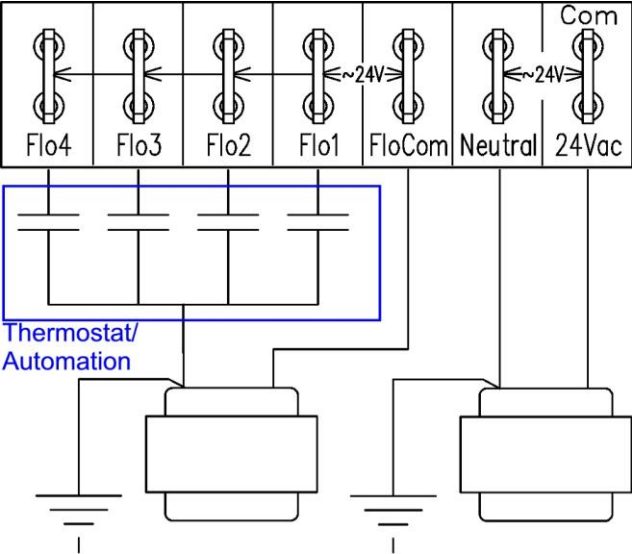 Com
~24V
~24V
Flo4 Flo3 Flo2 Flo1 FloCom Neutral 24Vac
Thermostat/
Automation